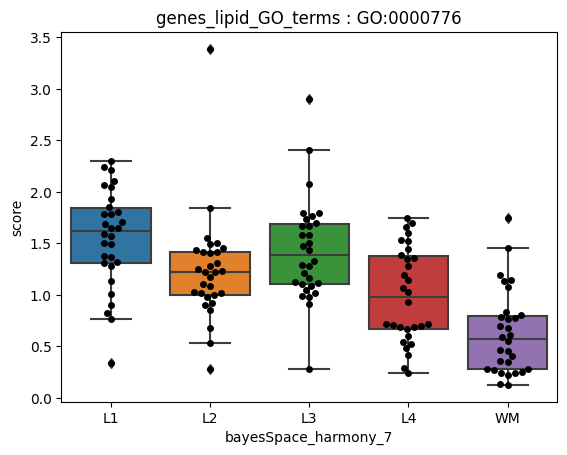 genes_lipid_GO_terms : GO:0000776
3.5
3.0
2.5
2.0
1.5
1.0
0.5
0.0
score
L1 L2 L3 L4 WM
bayesSpace_harmony_7